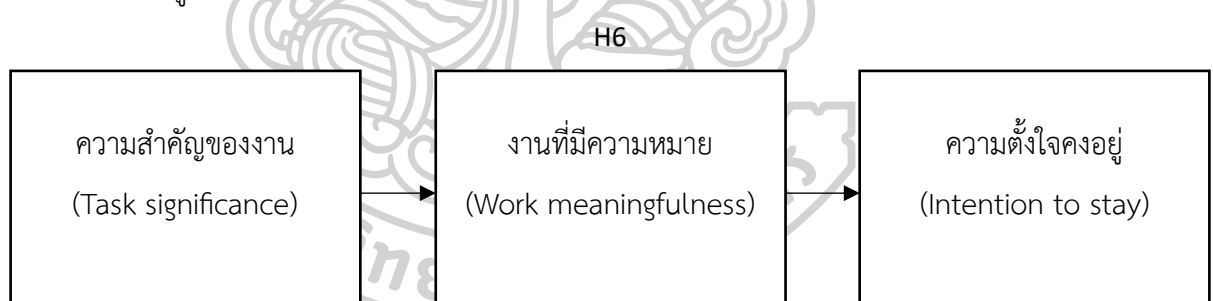 H6
ความสำคัญของงาน
(Task significance)
งานที่มีความหมาย
(Work meaningfulness)
ความตั้งใจคงอยู่
(Intention to stay)